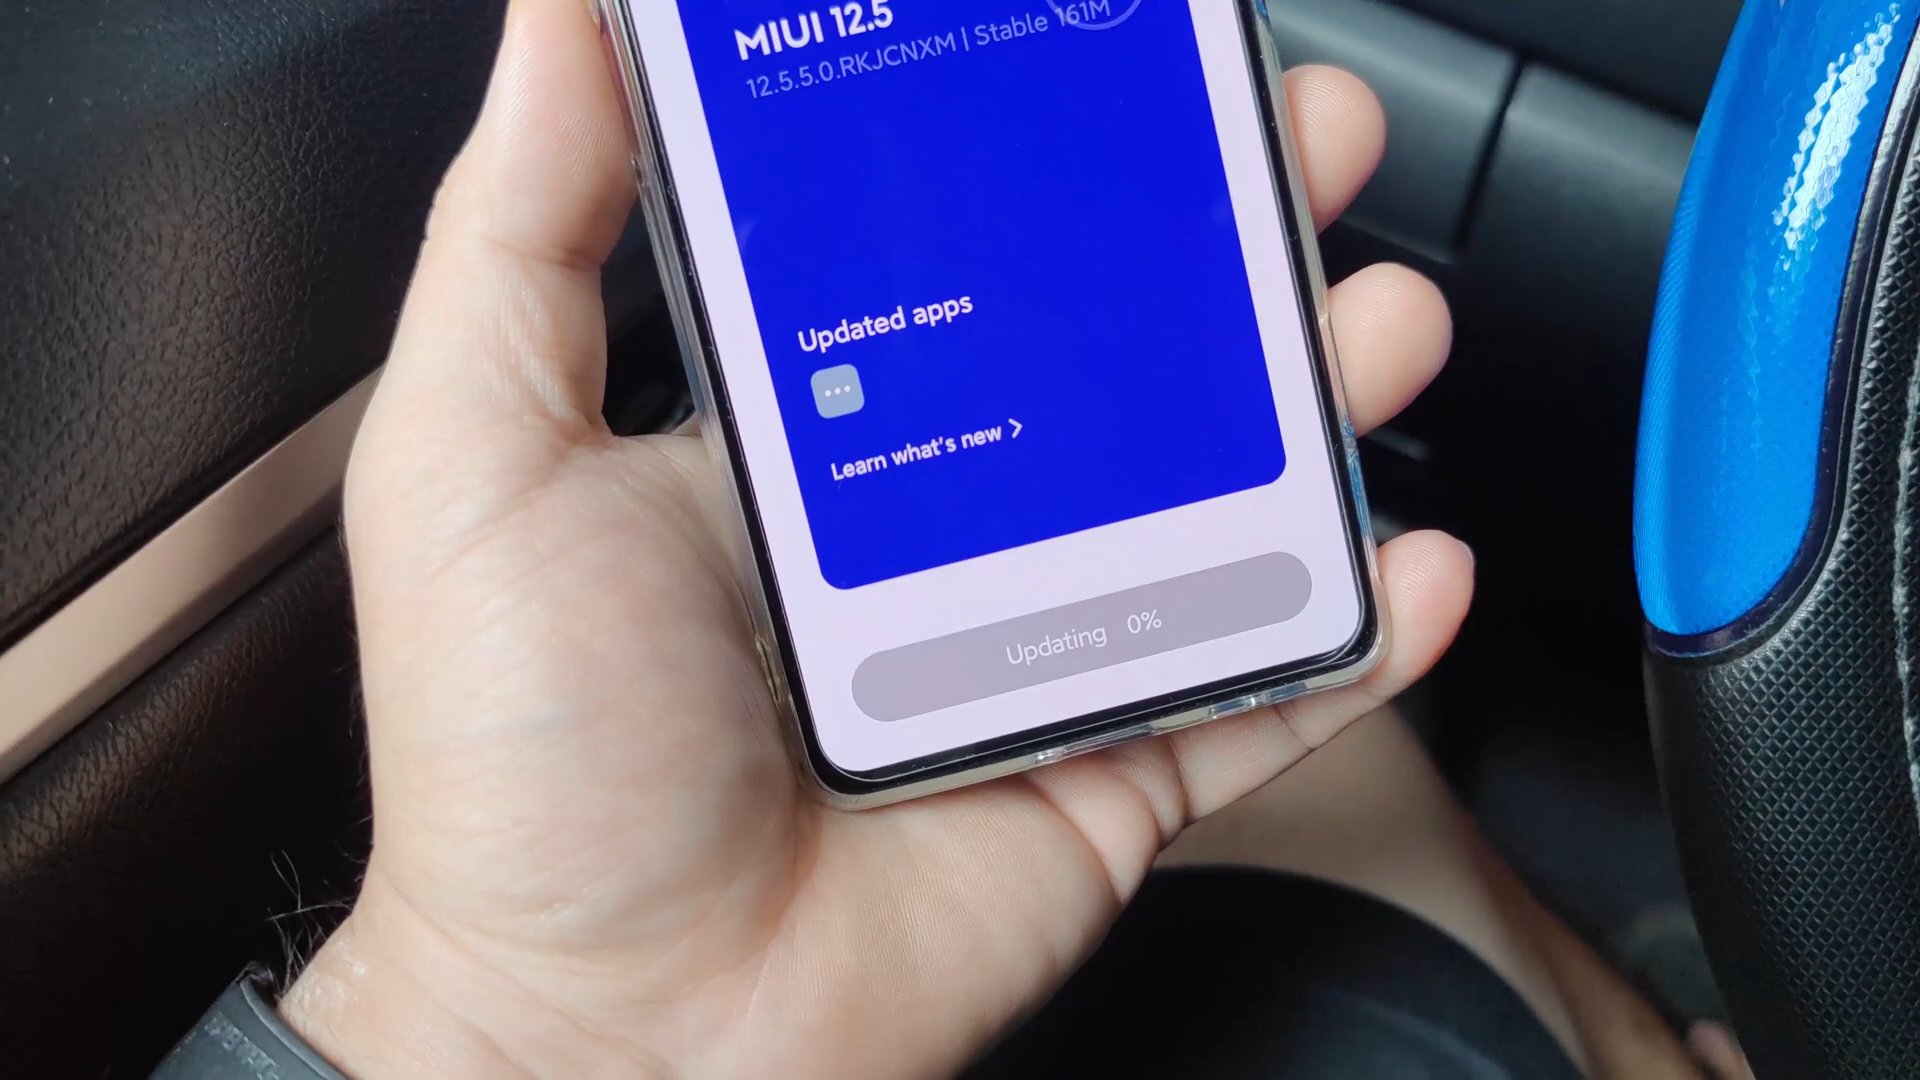 MIUI 12.5
12.5.5.0.RKJCNXM | Stable 161M
Updated apps
Learn what's new >
Updating 0%